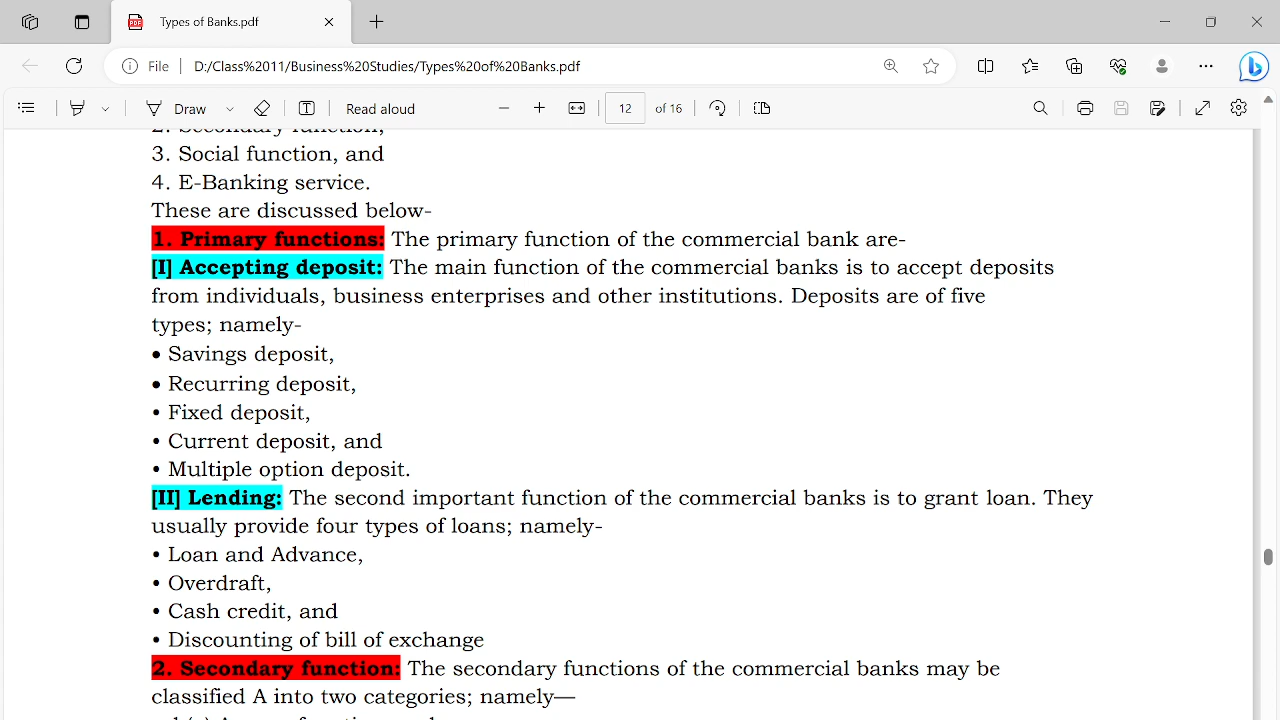 Types of Banks.pdf
File D:/Class%2011/Business%20Studies/Types%20of%20Banks.pdf
Draw Read aloud 12 of 16
2. Secondary function,
3. Social function, and
4. E-Banking service.
These are discussed below-
1. Primary functions: The primary function of the commercial bank are-
[I] Accepting deposit: The main function of the commercial banks is to accept deposits
from individuals, business enterprises and other institutions. Deposits are of five
types; namely-
• Savings deposit,
• Recurring deposit,
• Fixed deposit,
• Current deposit, and
• Multiple option deposit.
[II] Lending: The second important function of the commercial banks is to grant loan. They
usually provide four types of loans; namely-
• Loan and Advance,
• Overdraft,
• Cash credit, and
• Discounting of bill of exchange
2. Secondary function: The secondary functions of the commercial banks may be
classified A into two categories; namely—